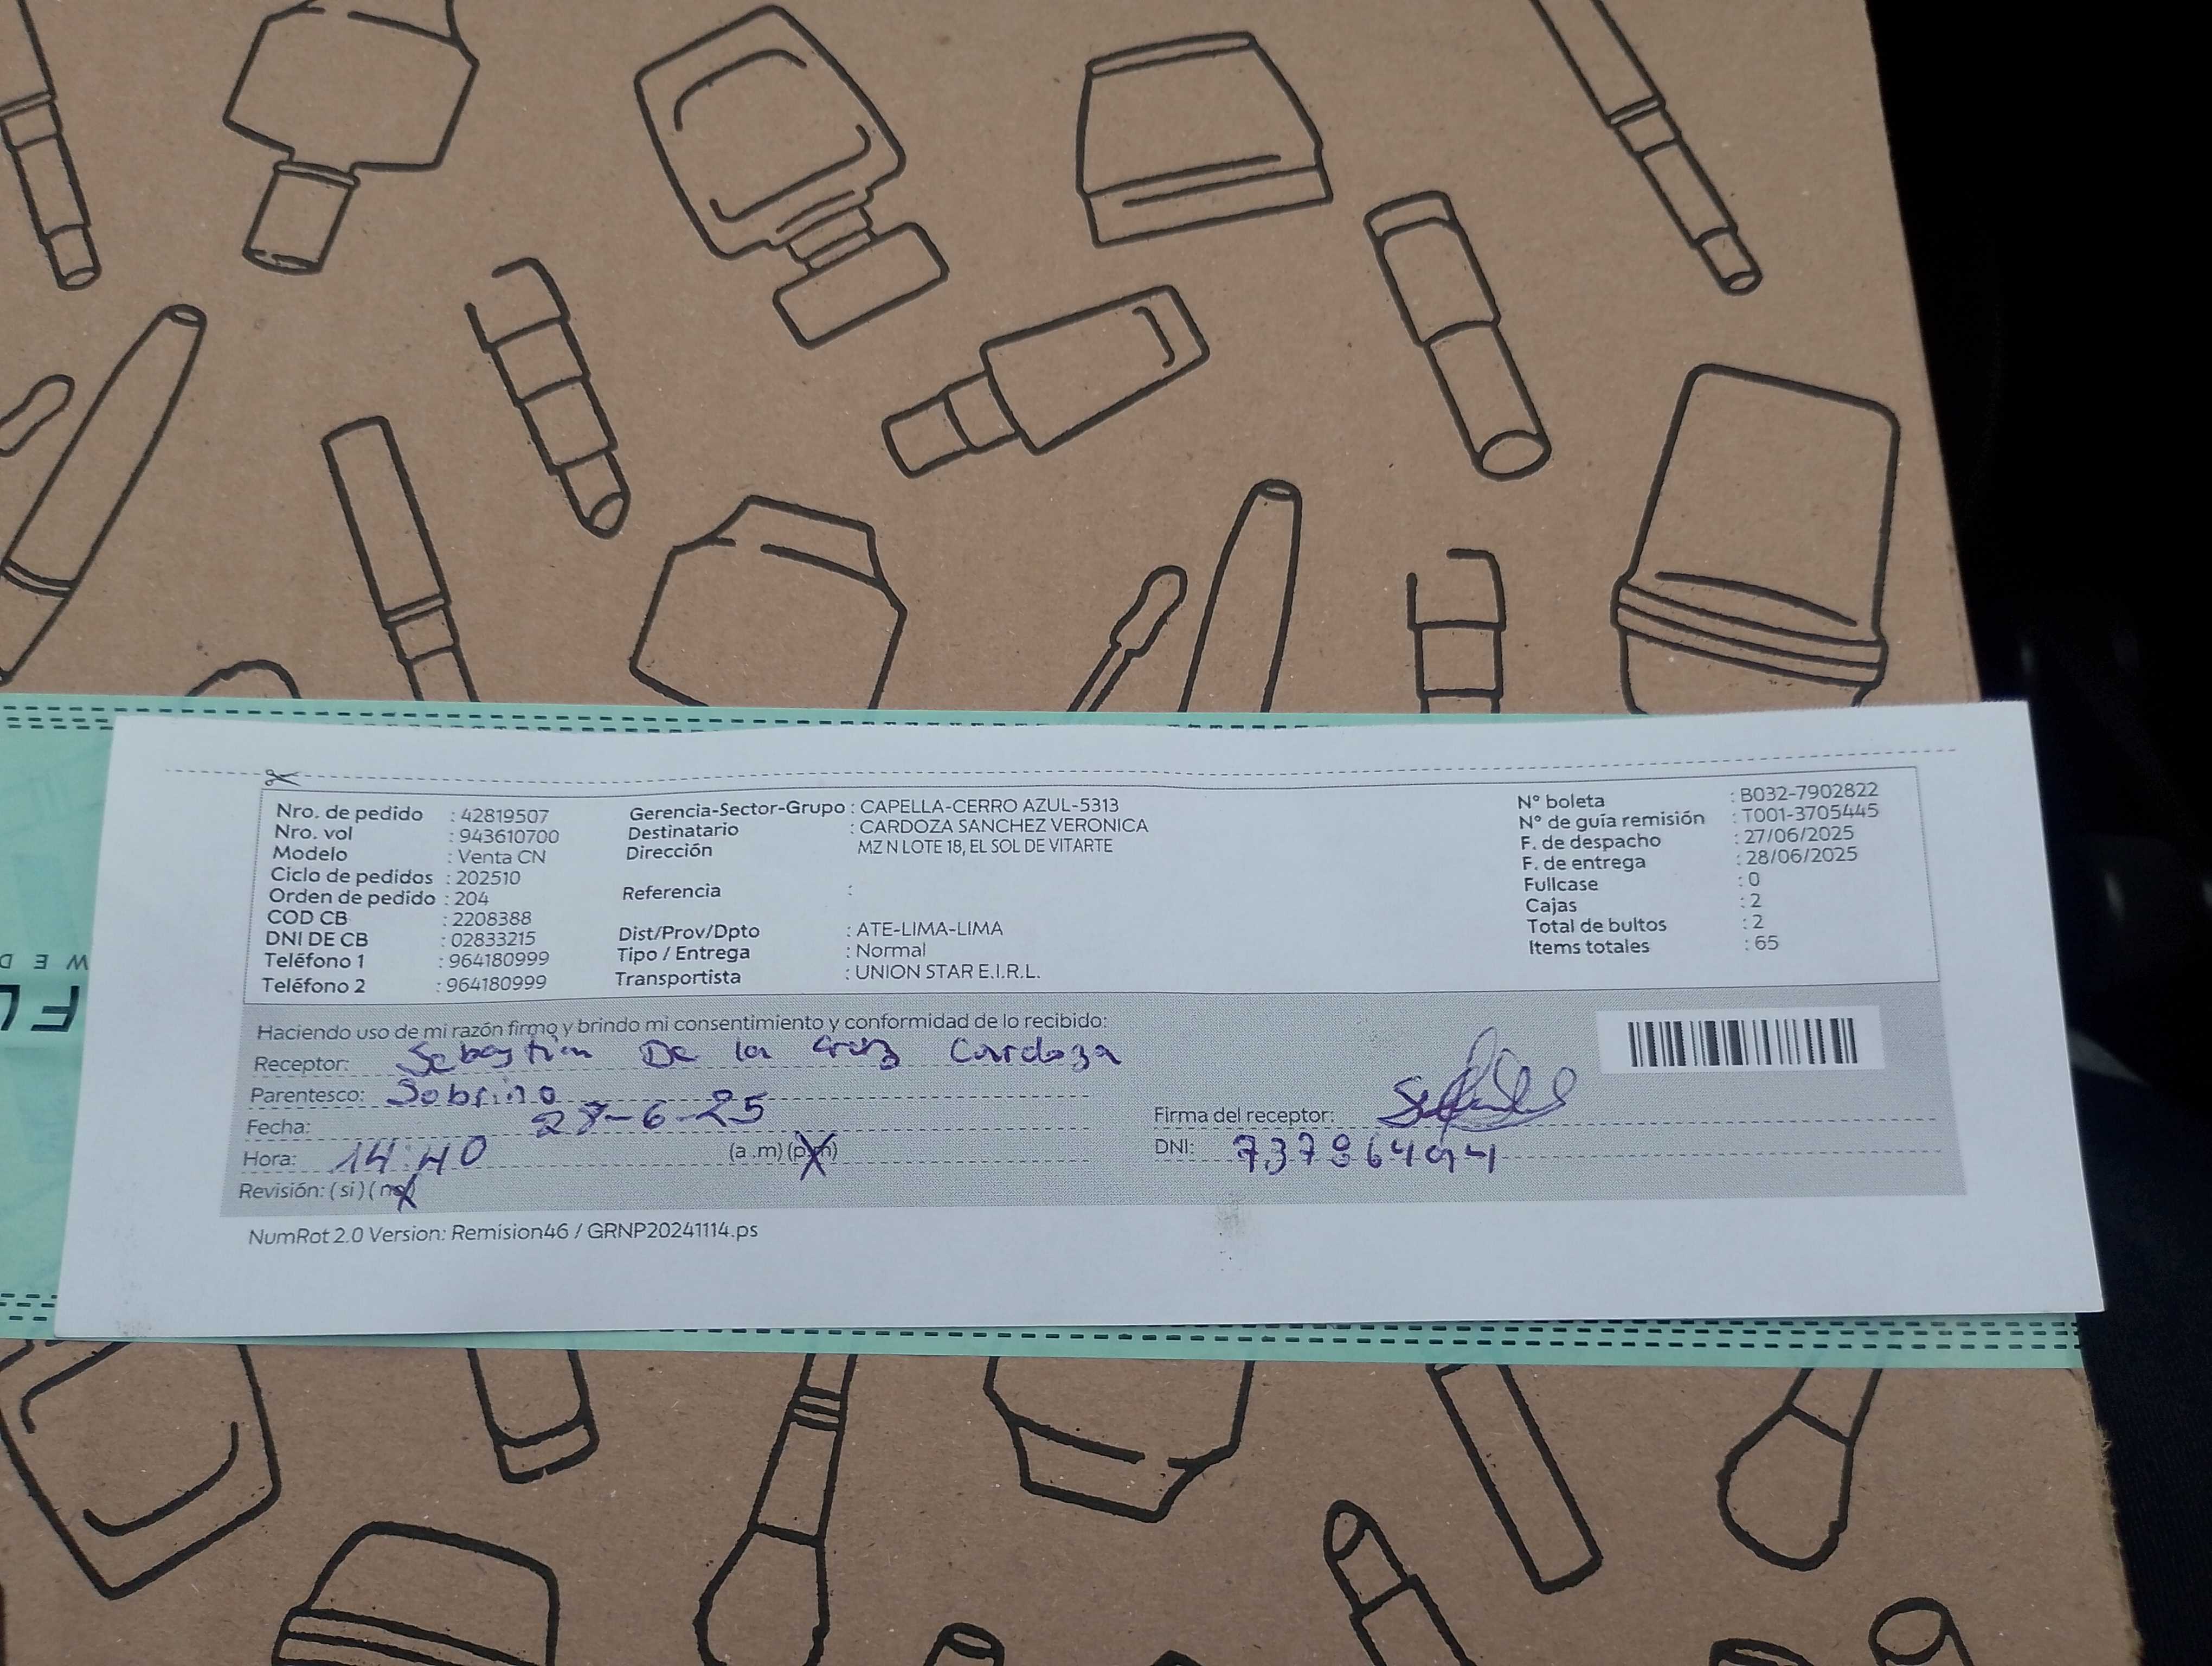 Nro. de pedido : 42819507
Nro. vol : 943610700
Modelo : Venta CN
Ciclo de pedidos : 202510
Orden de pedido : 204
COD CB : 2208388
DNI DE CB : 02833215
Teléfono 1 : 964180999
Teléfono 2 : 964180999
Gerencia-Sector-Grupo : CAPELLA-CERRO AZUL-5313
Destinatario : CARDOZA SANCHEZ VERONICA
Dirección MZ N LOTE 18, EL SOL DE VITARTE
Referencia :
Dist/Prov/Dpto : ATE-LIMA-LIMA
Tipo / Entrega : Normal
Transportista : UNION STAR E.I.R.L.
N° boleta : B032-7902822
N° de guía remisión : T001-3705445
F. de despacho : 27/06/2025
F. de entrega : 28/06/2025
Fullcase : 0
Cajas : 2
Total de bultos : 2
Items totales : 65
Haciendo uso de mi razón firmo y brindo mi consentimiento y conformidad de lo recibido:
Receptor: Sebastian De la Cruz Cardoza
Parentesco: Sobrino
Fecha: 28-6-25
Hora: 14:40 (a .m) (p.m)
Revisión: (si) (no)
Firma del receptor:
DNI: 73786494
NumRot 2.0 Version: Remision46 / GRNP20241114.ps
WE D
FU